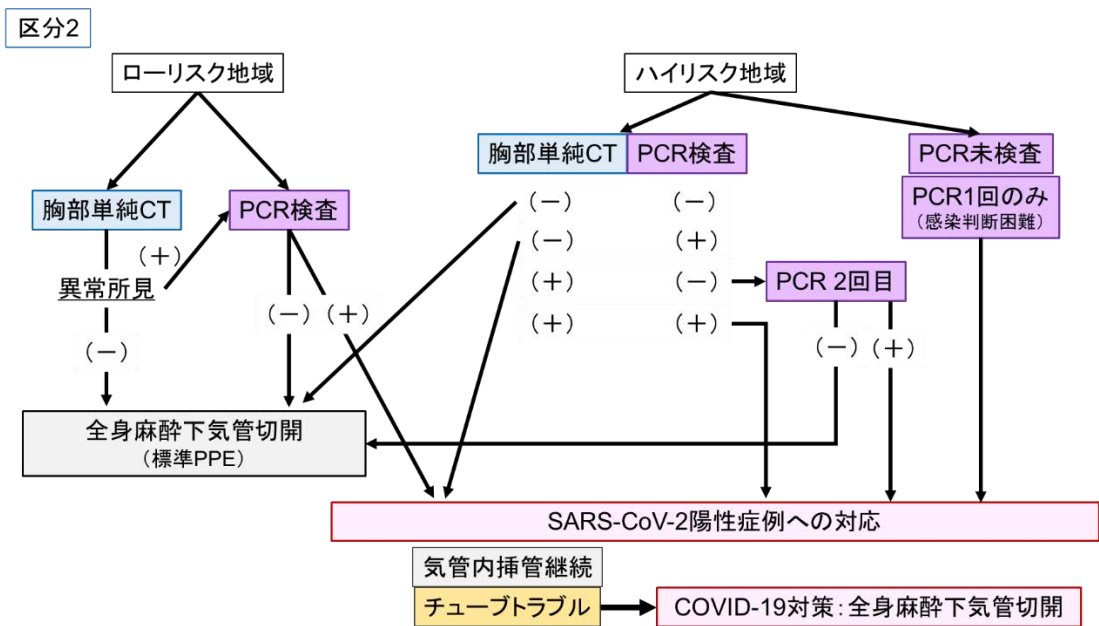 区分2
ローリスク地域
ハイリスク地域
胸部単純CT
PCR検査
胸部単純CT PCR検査
PCR未検査
PCR1回のみ
(感染判断困難)
(+)
異常所見
(-)
(-) (+)
(-) (-)
(-) (+)
(+) (-)
(+) (+)
PCR 2回目
(-) (+)
全身麻酔下気管切開
(標準PPE)
SARS-CoV-2陽性症例への対応
気管内挿管継続
チューブトラブル
COVID-19対策:全身麻酔下気管切開